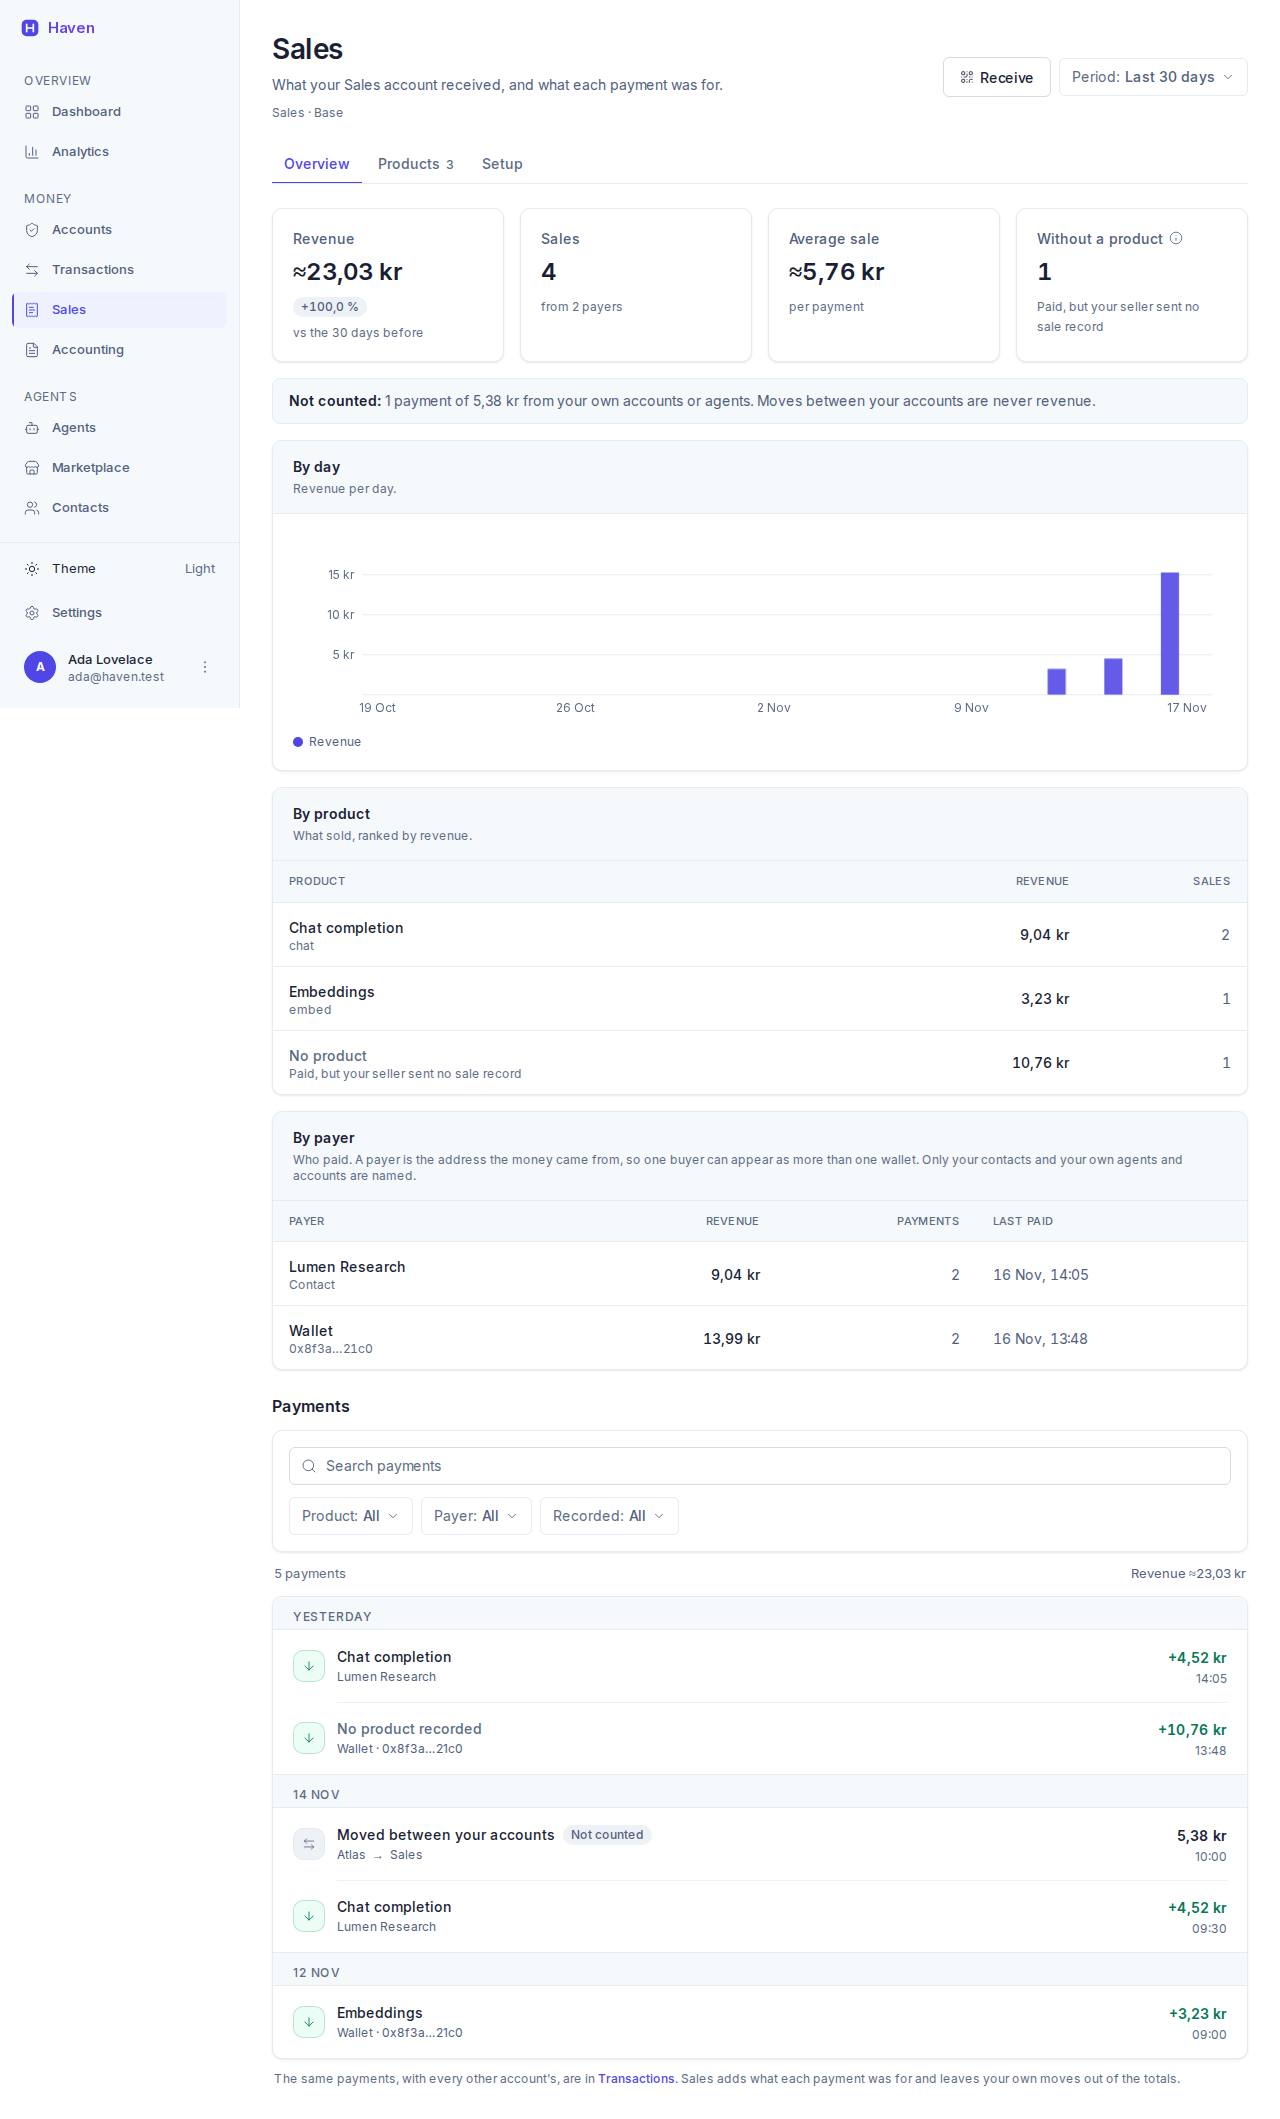 Haven
OVERVIEW
Dashboard
Analytics
MONEY
Accounts
Transactions
Sales
Accounting
AGENTS
Agents
Marketplace
Contacts
Theme Light
Settings
A
Ada Lovelace
ada@haven.test
Sales
What your Sales account received, and what each payment was for.
Sales · Base
Receive
Period: Last 30 days
Overview Products 3 Setup
Revenue
≈23,03 kr
+100,0 %
vs the 30 days before
Sales
4
from 2 payers
Average sale
≈5,76 kr
per payment
Without a product
1
Paid, but your seller sent no
sale record
Not counted: 1 payment of 5,38 kr from your own accounts or agents. Moves between your accounts are never revenue.
By day
Revenue per day.
15 kr
10 kr
5 kr
19 Oct 26 Oct 2 Nov 9 Nov 17 Nov
Revenue
By product
What sold, ranked by revenue.
PRODUCT REVENUE SALES
Chat completion
chat
9,04 kr 2
Embeddings
embed
3,23 kr 1
No product
Paid, but your seller sent no sale record
10,76 kr 1
By payer
Who paid. A payer is the address the money came from, so one buyer can appear as more than one wallet. Only your contacts and your own agents and
accounts are named.
PAYER REVENUE PAYMENTS LAST PAID
Lumen Research
Contact
9,04 kr 2 16 Nov, 14:05
Wallet
0x8f3a…21c0
13,99 kr 2 16 Nov, 13:48
Payments
Search payments
Product: All Payer: All Recorded: All
5 payments Revenue ≈23,03 kr
YESTERDAY
Chat completion
Lumen Research
+4,52 kr
14:05
No product recorded
Wallet · 0x8f3a…21c0
+10,76 kr
13:48
14 NOV
Moved between your accounts Not counted
Atlas → Sales
5,38 kr
10:00
Chat completion
Lumen Research
+4,52 kr
09:30
12 NOV
Embeddings
Wallet · 0x8f3a…21c0
+3,23 kr
09:00
The same payments, with every other account's, are in Transactions. Sales adds what each payment was for and leaves your own moves out of the totals.